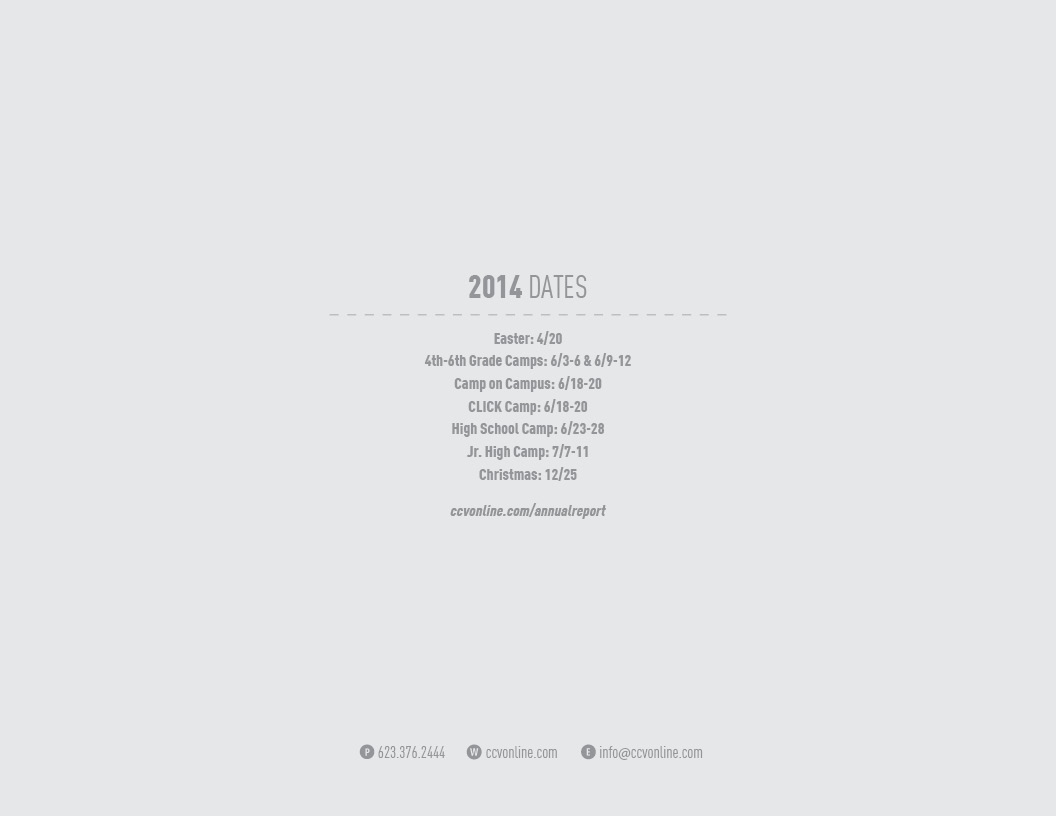 2014 DATES
Easter: 4/20
4th-6th Grade Camps: 6/3-6 & 6/9-12
Camp on Campus: 6/18-20
CLICK Camp: 6/18-20
High School Camp: 6/23-28
Jr. High Camp: 7/7-11
Christmas: 12/25
ccvonline.com/annualreport
P 623.376.2444 W ccvonline.com E info@ccvonline.com